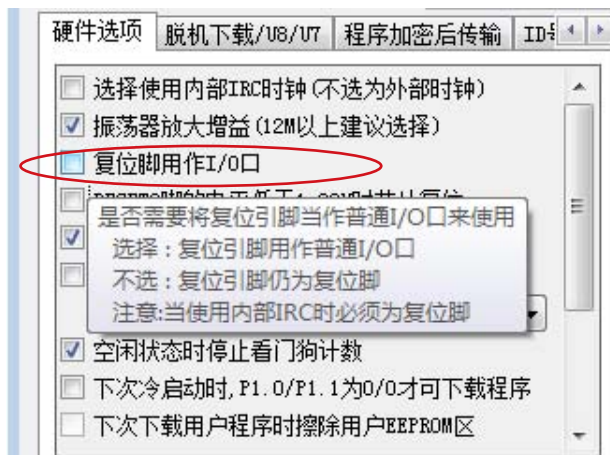 硬件选项 脱机下载/U8/U7 程序加密后传输 ID
选择使用内部IRC时钟(不选为外部时钟)
振荡器放大增益(12M以上建议选择)
复位脚用作I/O口
是否需要将复位引脚当作普通I/O口来使用
选择：复位引脚用作普通I/O口
不选：复位引脚仍为复位脚
注意:当使用内部IRC时必须为复位脚
空闲状态时停止看门狗计数
下次冷启动时,P1.0/P1.1为0/0才可下载程序
下次下载用户程序时擦除用户EEPROM区